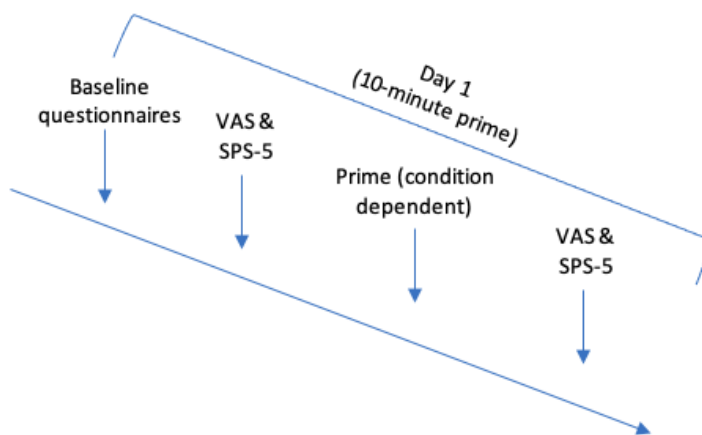 Day 1
(10-minute prime)
Baseline
questionnaires
VAS &
SPS-5
Prime (condition
dependent)
VAS &
SPS-5